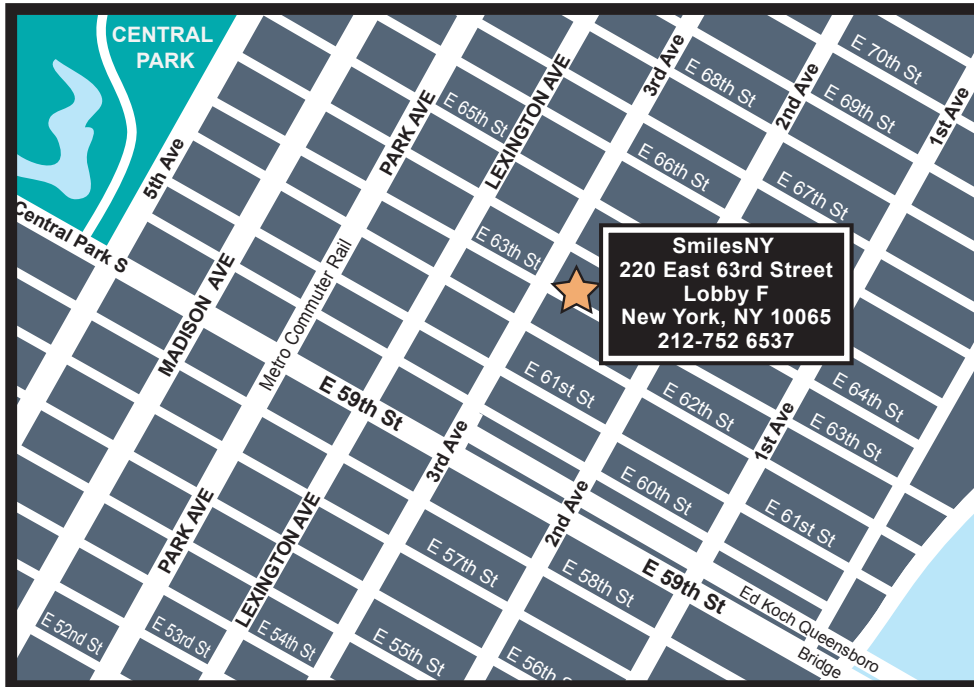 CENTRAL
PARK
E 70th St
3rd Ave
E 68th St
2nd Ave
E 69th St
1st Ave
LEXINGTON AVE
PARK AVE
E 65th St
E 66th St
E 67th St
5th Ave
Central Park S
E 63th St
SmilesNY
220 East 63rd Street
Lobby F
New York, NY 10065
212-752 6537
MADISON AVE
Metro Commuter Rail
E 59th St
E 61st St
E 62th St
E 64th St
E 63th St
1st Ave
3rd Ave
E 60th St
2nd Ave
E 61st St
PARK AVE
LEXINGTON AVE
E 57th St
E 58th St
E 59th St
Ed Koch Queensboro
Bridge
E 52nd St
E 53rd St
E 54th St
E 55th St
E 56th St